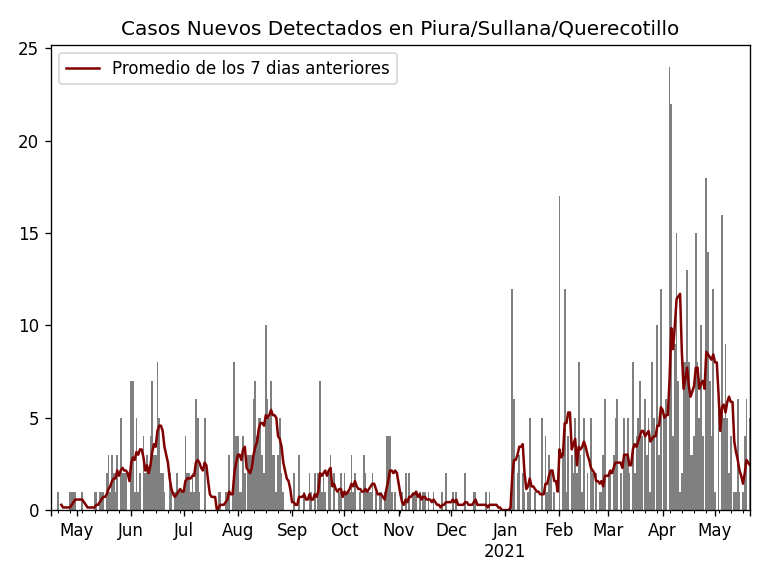 Casos Nuevos Detectados en Piura/Sullana/Querecotillo
Promedio de los 7 dias anteriores
25
20
15
10
5
0
May Jun Jul Aug Sep Oct Nov Dec Jan Feb Mar Apr May
2021